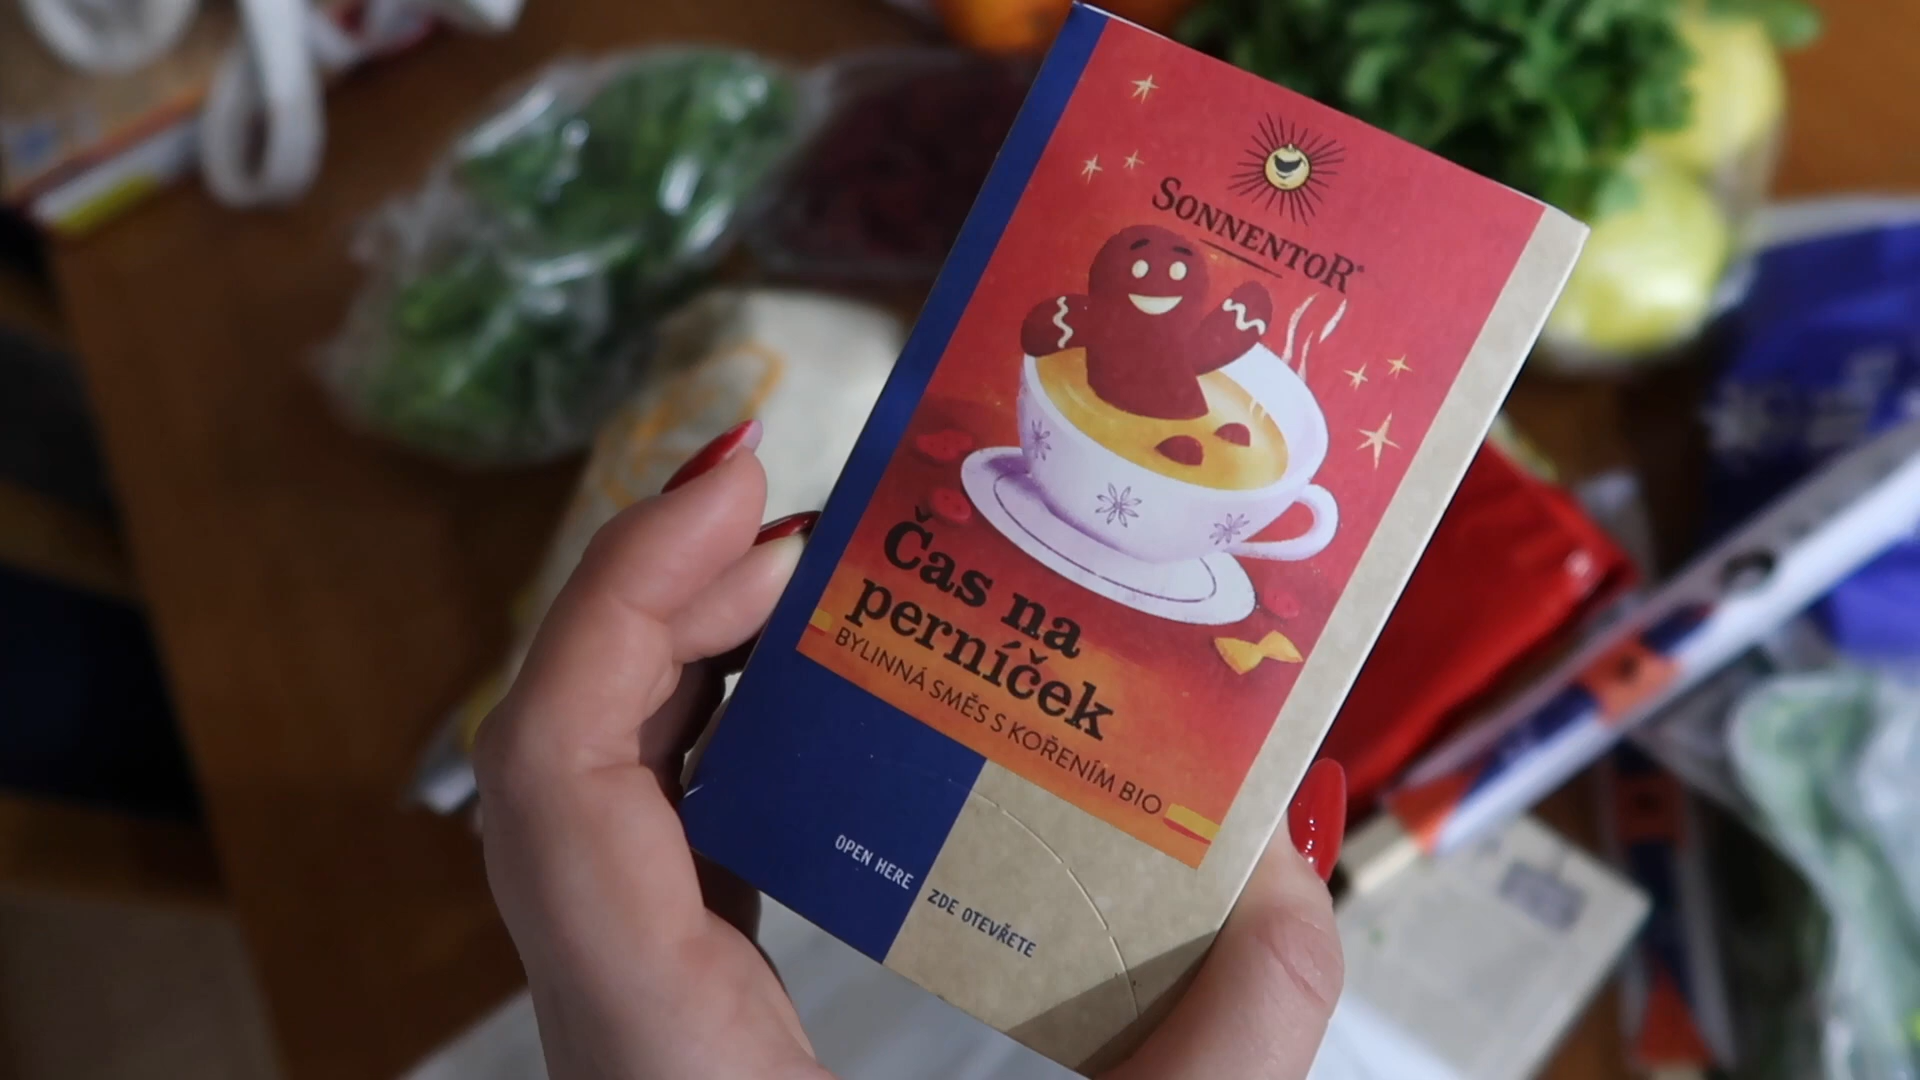 SONNENTOR®
Čas na
perníček
BYLINNÁ SMĚS S KOŘENÍM BIO
OPEN HERE
ZDE OTEVŘETE